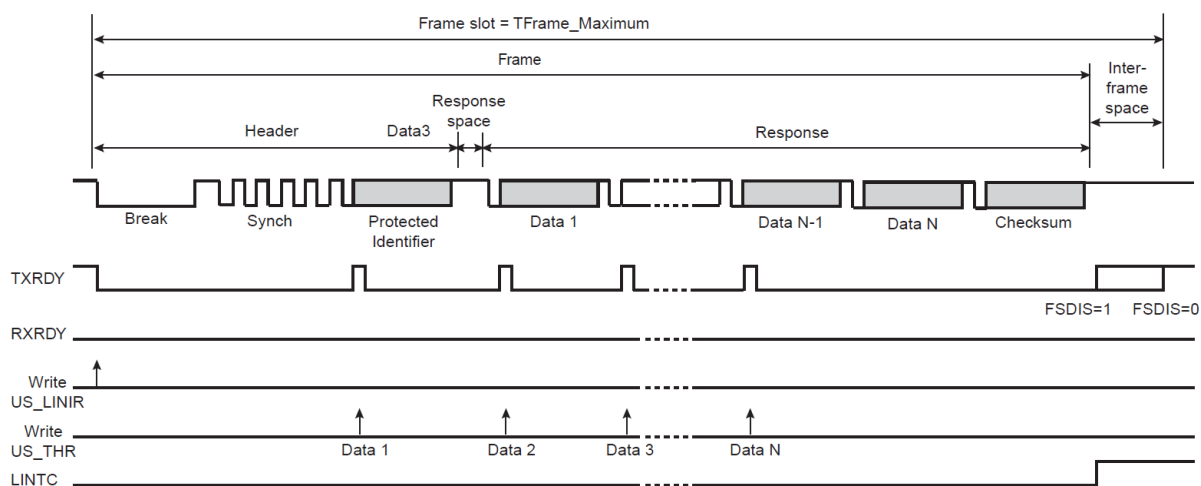 Frame slot = TFrame_Maximum
Frame
Inter-
frame
space
Response
space
Header
Data3
Response
Break
Synch
Protected
Identifier
Data 1
Data N-1
Data N
Checksum
TXRDY
FSDIS=1
FSDIS=0
RXRDY
Write
US_LINIR
Write
US_THR
Data 1
Data 2
Data 3
Data N
LINTC